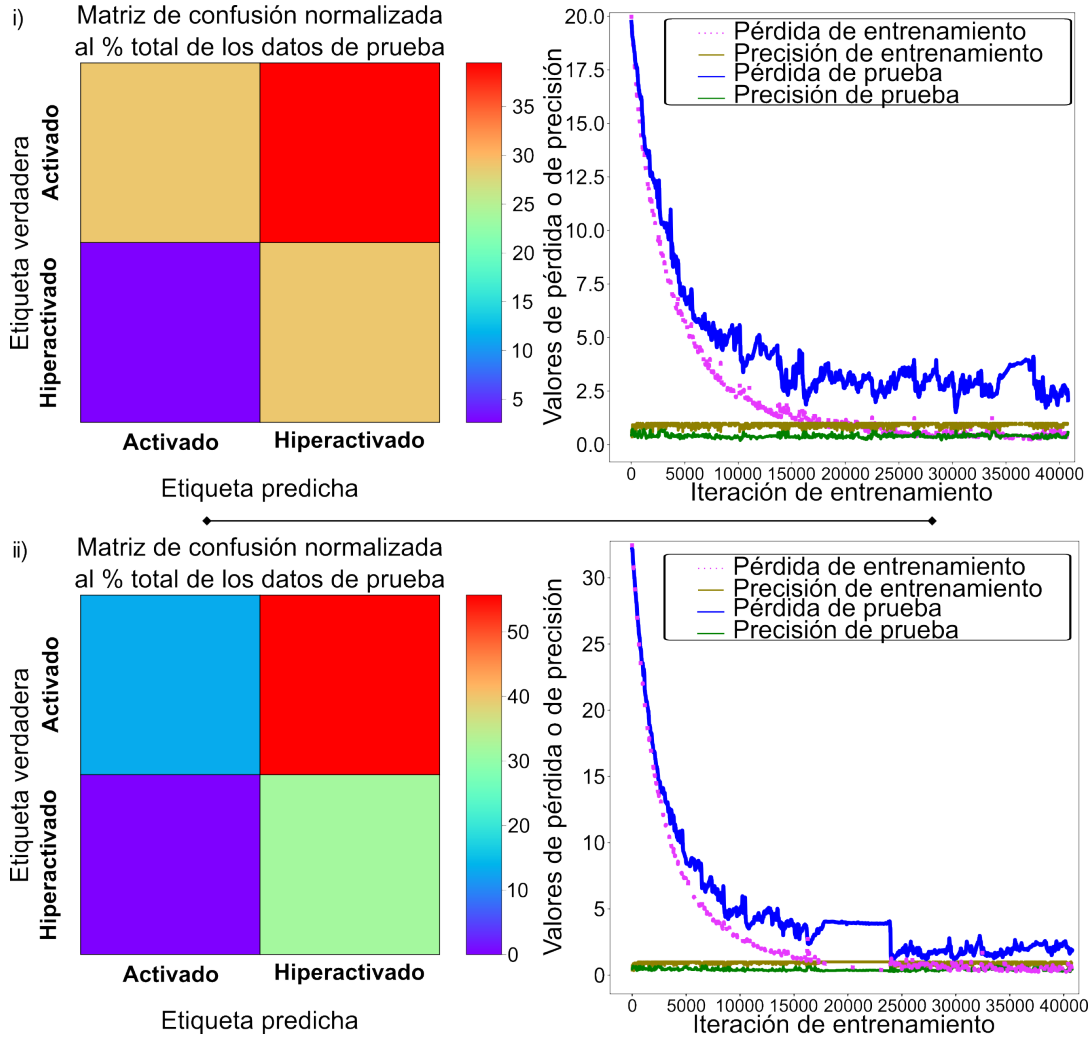 i)
Matriz de confusión normalizada
al % total de los datos de prueba
Etiqueta verdadera
Activado
Hiperactivado
Activado
Hiperactivado
Etiqueta predicha
35
30
25
20
15
10
5
Valores de pérdida o de precisión
20.0
17.5
15.0
12.5
10.0
7.5
5.0
2.5
0.0
Pérdida de entrenamiento
Precisión de entrenamiento
Pérdida de prueba
Precisión de prueba
0 5000 10000 15000 20000 25000 30000 35000 40000
Iteración de entrenamiento
ii)
Matriz de confusión normalizada
al % total de los datos de prueba
Etiqueta verdadera
Activado
Hiperactivado
Activado
Hiperactivado
Etiqueta predicha
50
40
30
20
10
0
Valores de pérdida o de precisión
30
25
20
15
10
5
0
Pérdida de entrenamiento
Precisión de entrenamiento
Pérdida de prueba
Precisión de prueba
0 5000 10000 15000 20000 25000 30000 35000 40000
Iteración de entrenamiento